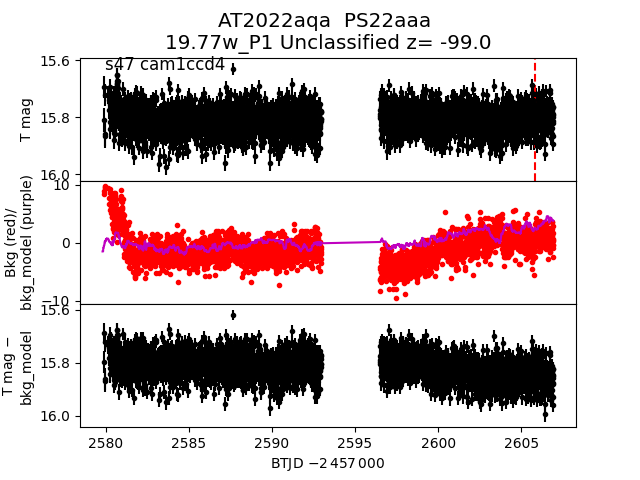 AT2022aqa  PS22aaa
19.77w_P1 Unclassified z= -99.0
s47 cam1ccd4
15.6
15.8
16.0
T mag
10
0
−10
Bkg (red)/
bkg_model (purple)
15.6
15.8
16.0
T mag −
bkg_model
2580
2585
2590
2595
2600
2605
BTJD −2 457 000